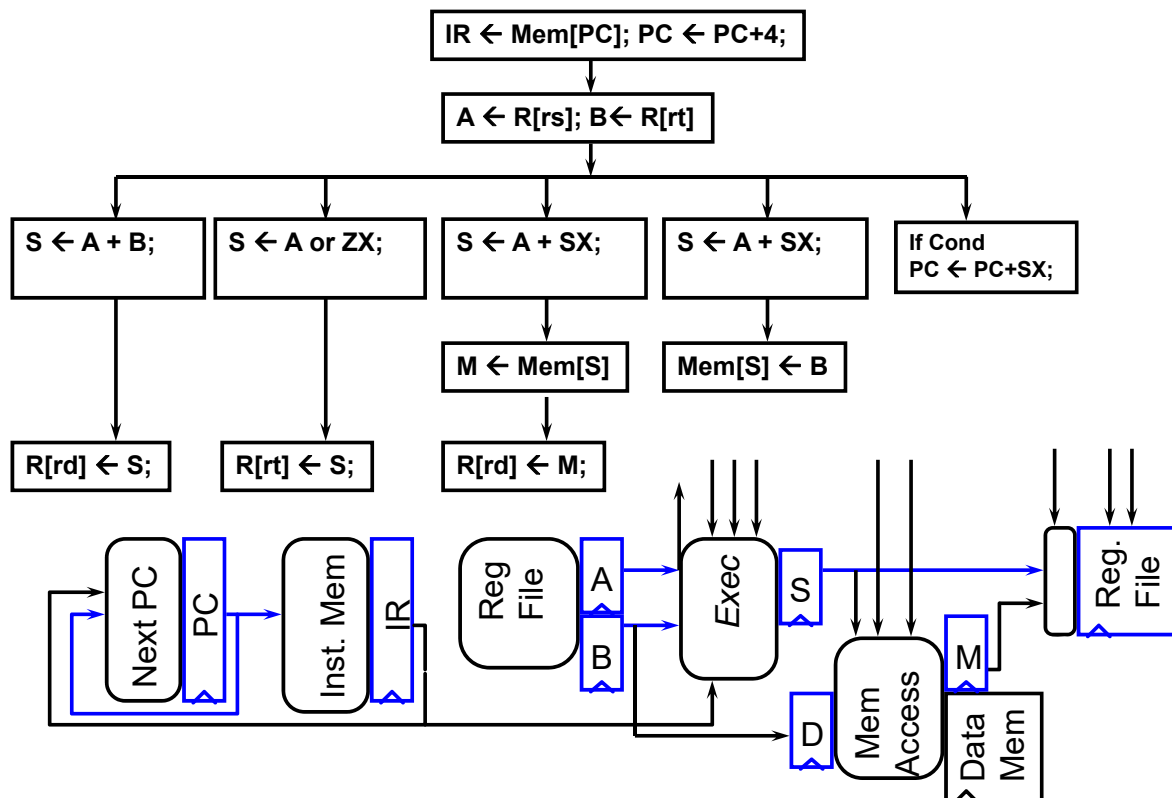 IR ← Mem[PC]; PC ← PC+4;
A ← R[rs]; B← R[rt]
S ← A + B;
S ← A or ZX;
S ← A + SX;
S ← A + SX;
If Cond
PC ← PC+SX;
M ← Mem[S]
Mem[S] ← B
R[rd] ← S;
R[rt] ← S;
R[rd] ← M;
Next PC
PC
Inst. Mem
IR
Reg
File
A
B
Exec
S
D
Mem
Access
M
Data
Mem
Reg.
File